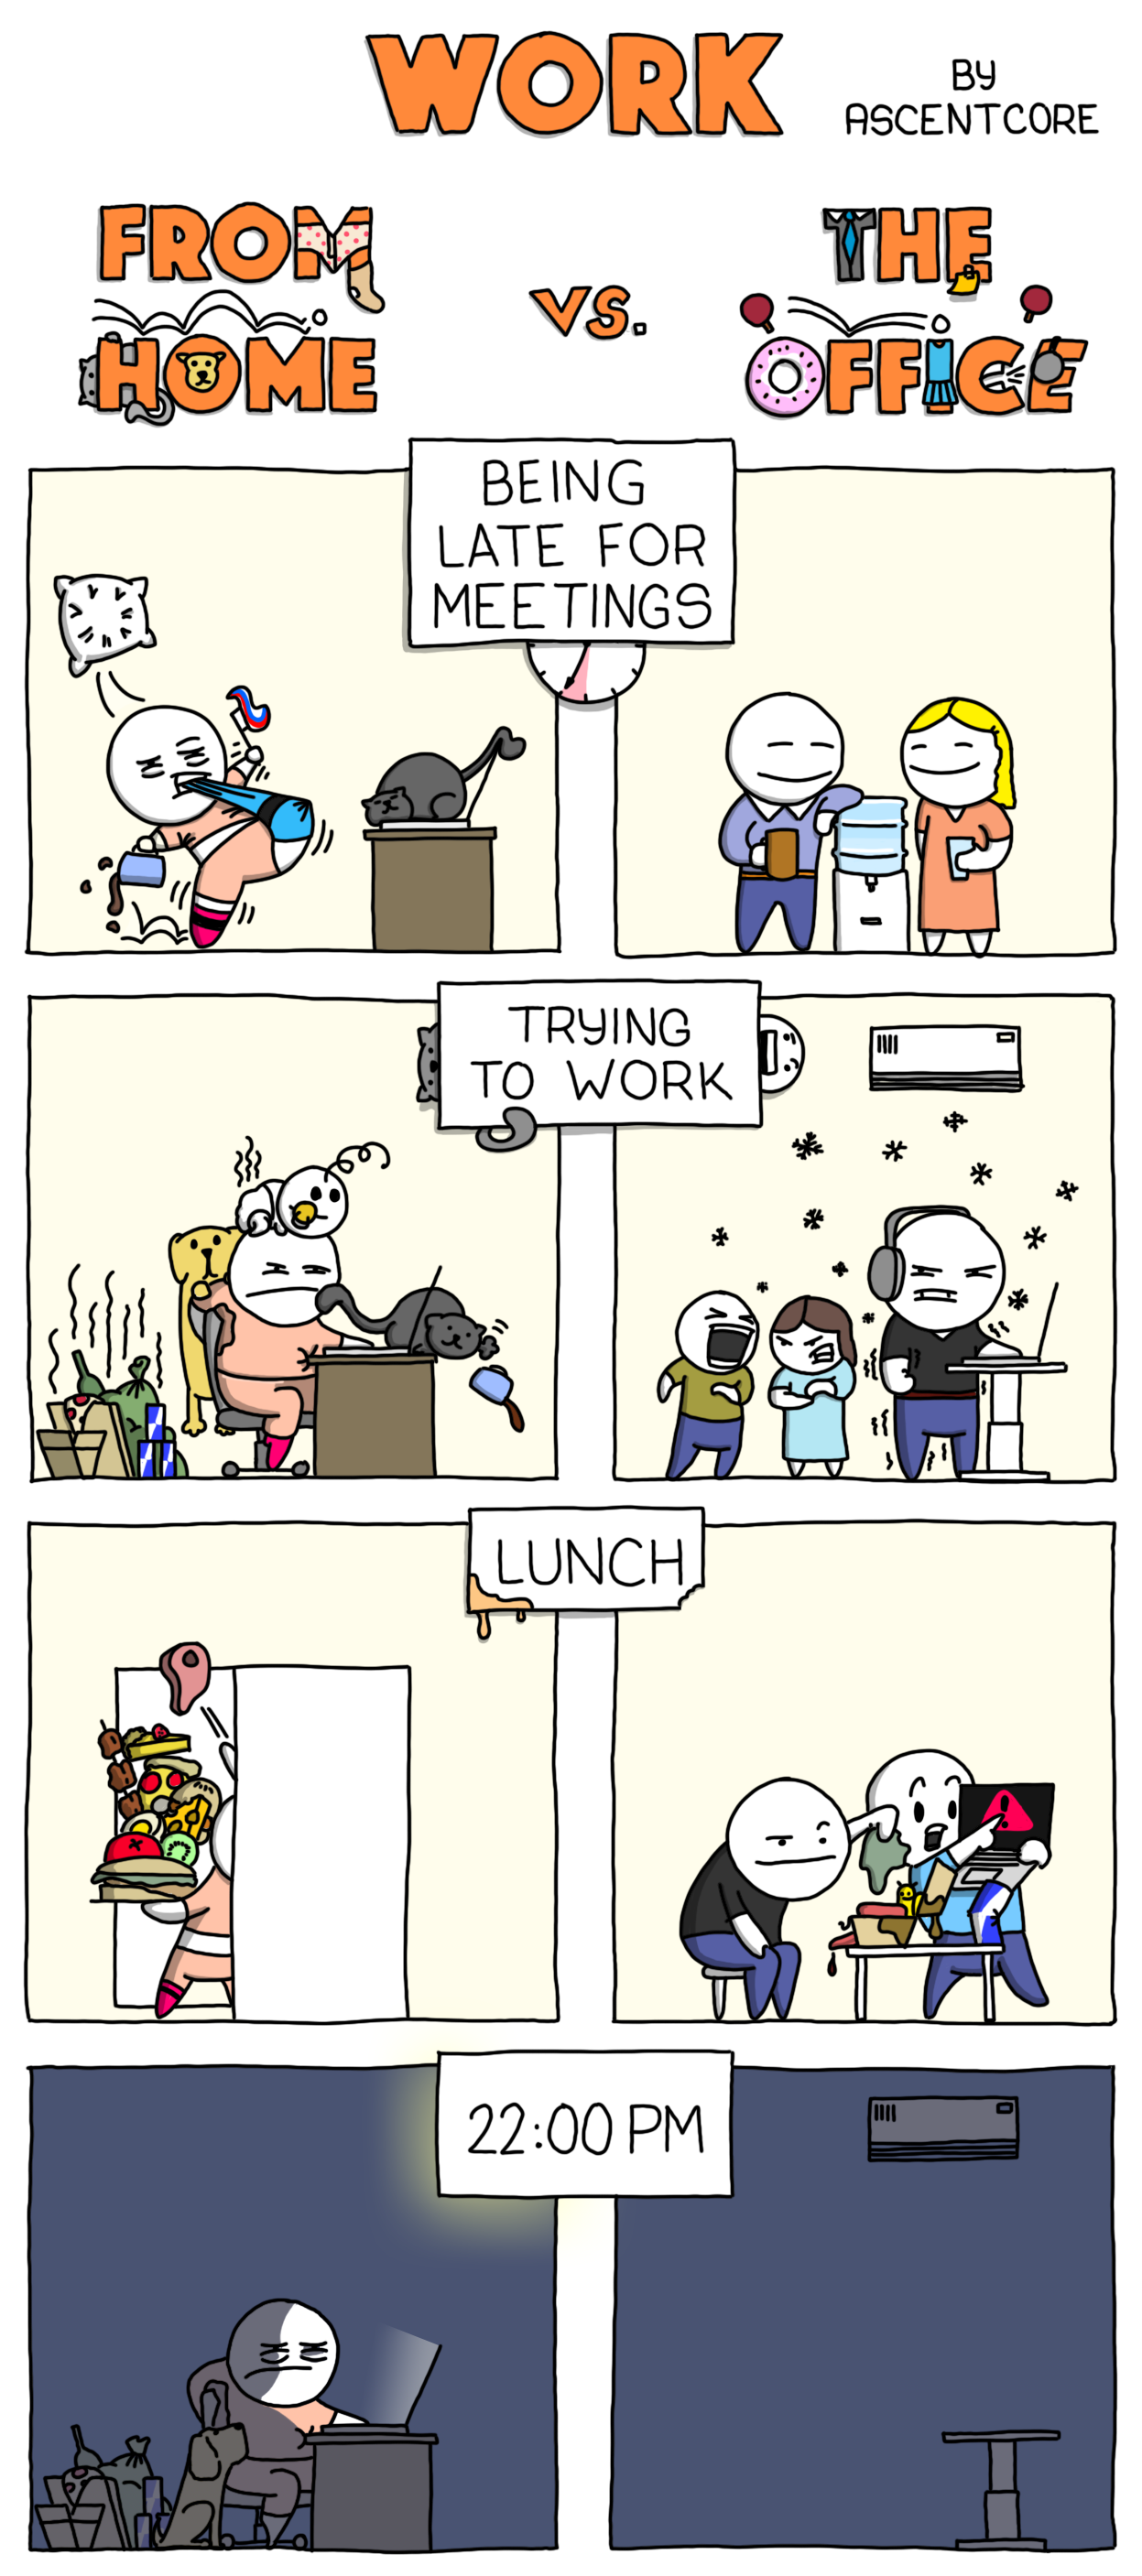 WORK
BY
ASCENTCORE
FROM
HOME
VS.
THE
OFFICE
BEING
LATE FOR
MEETINGS
TRYING
TO WORK
LUNCH
22:00 PM